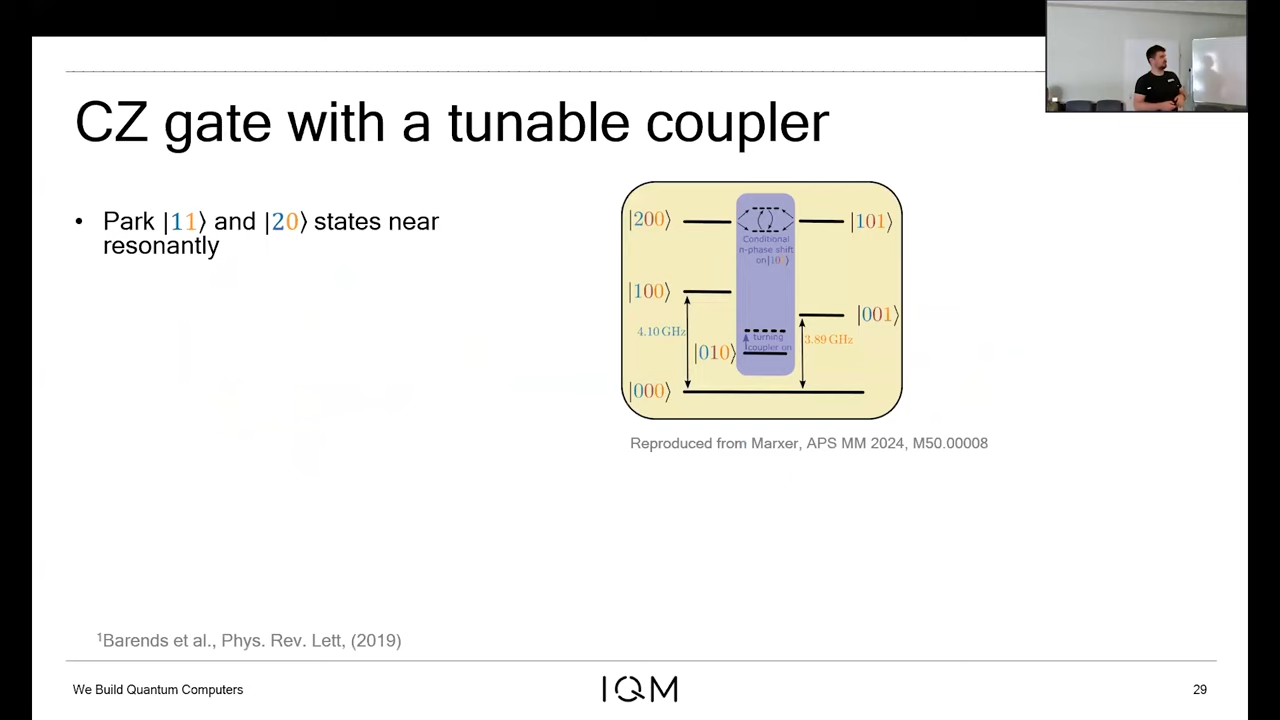 CZ gate with a tunable coupler
• Park |11⟩ and |20⟩ states near
resonantly
|200⟩
|101⟩
Conditional
π-phase shift
on |10
|100⟩
|001⟩
4.10 GHz
turning
coupler on
3.89 GHz
|010⟩
|000⟩
Reproduced from Marxer, APS MM 2024, M50.00008
¹Barends et al., Phys. Rev. Lett, (2019)
We Build Quantum Computers
IQM
29